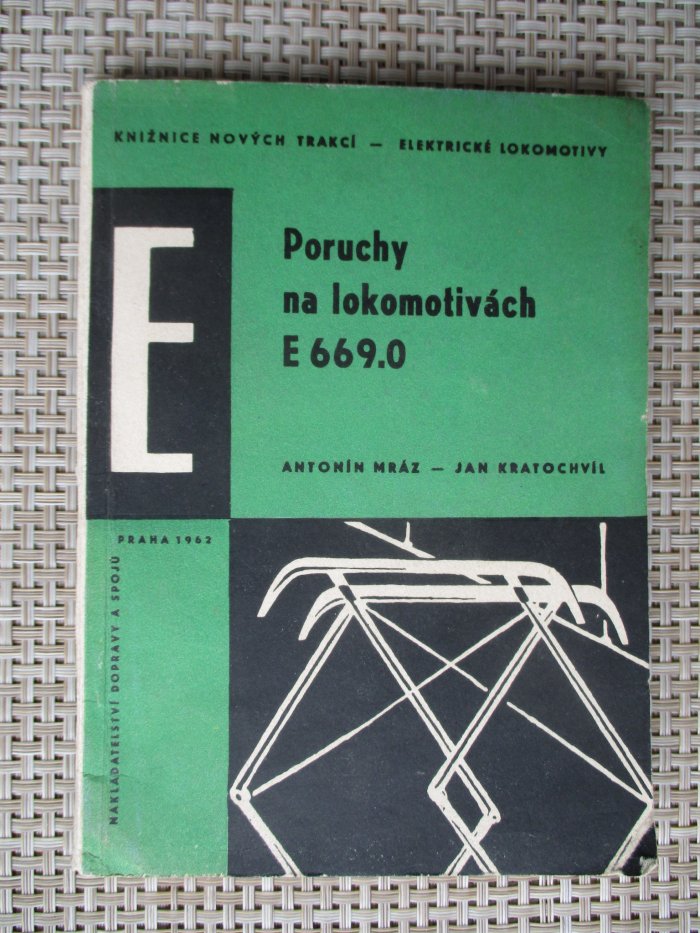 KNIŽNICE NOVÝCH TRAKCÍ — ELEKTRICKÉ LOKOMOTIVY
E
Poruchy
na lokomotivách
E 669.0
ANTONÍN MRÁZ — JAN KRATOCHVÍL
PRAHA 1962
NAKLADATELSTVÍ DOPRAVY A SPOJŮ